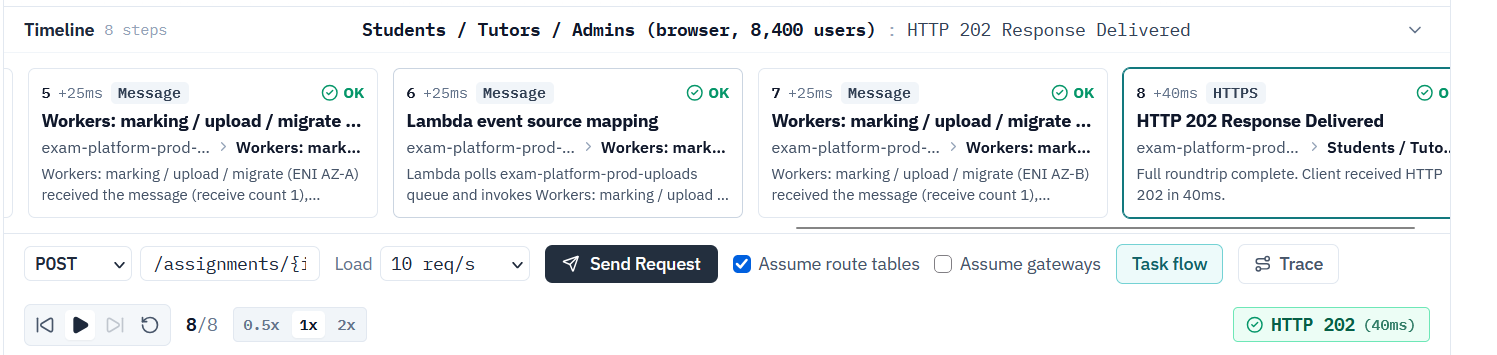 Timeline 8 steps Students / Tutors / Admins (browser, 8,400 users) : HTTP 202 Response Delivered
5 +25ms Message OK
Workers: marking / upload / migrate ...
exam-platform-prod-... > Workers: mark...
Workers: marking / upload / migrate (ENI AZ-A)
received the message (receive count 1),...
6 +25ms Message OK
Lambda event source mapping
exam-platform-prod-... > Workers: mark...
Lambda polls exam-platform-prod-uploads
queue and invokes Workers: marking / upload ...
7 +25ms Message OK
Workers: marking / upload / migrate ...
exam-platform-prod-... > Workers: mark...
Workers: marking / upload / migrate (ENI AZ-B)
received the message (receive count 1),...
8 +40ms HTTPS O
HTTP 202 Response Delivered
exam-platform-prod... > Students / Tuto..
Full roundtrip complete. Client received HTTP
202 in 40ms.
POST /assignments/{i Load 10 req/s Send Request Assume route tables Assume gateways Task flow Trace
8/8 0.5x 1x 2x HTTP 202 (40ms)